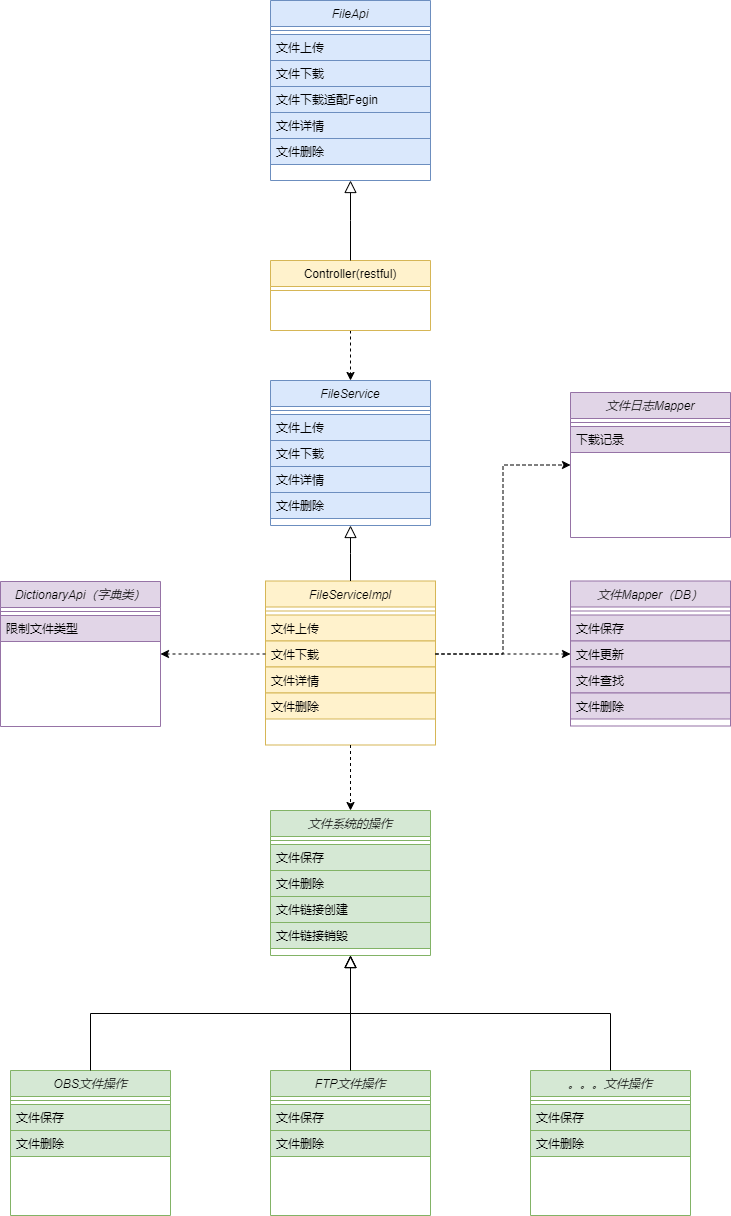 FileApi
文件上传
文件下载
文件下载适配Fegin
文件详情
文件删除
Controller(restful)
FileService
文件上传
文件下载
文件详情
文件删除
文件日志Mapper
下载记录
DictionaryApi（字典类）
限制文件类型
FileServiceImpl
文件上传
文件下载
文件详情
文件删除
文件Mapper（DB）
文件保存
文件更新
文件查找
文件删除
文件系统的操作
文件保存
文件删除
文件链接创建
文件链接销毁
OBS文件操作
文件保存
文件删除
FTP文件操作
文件保存
文件删除
。。。文件操作
文件保存
文件删除